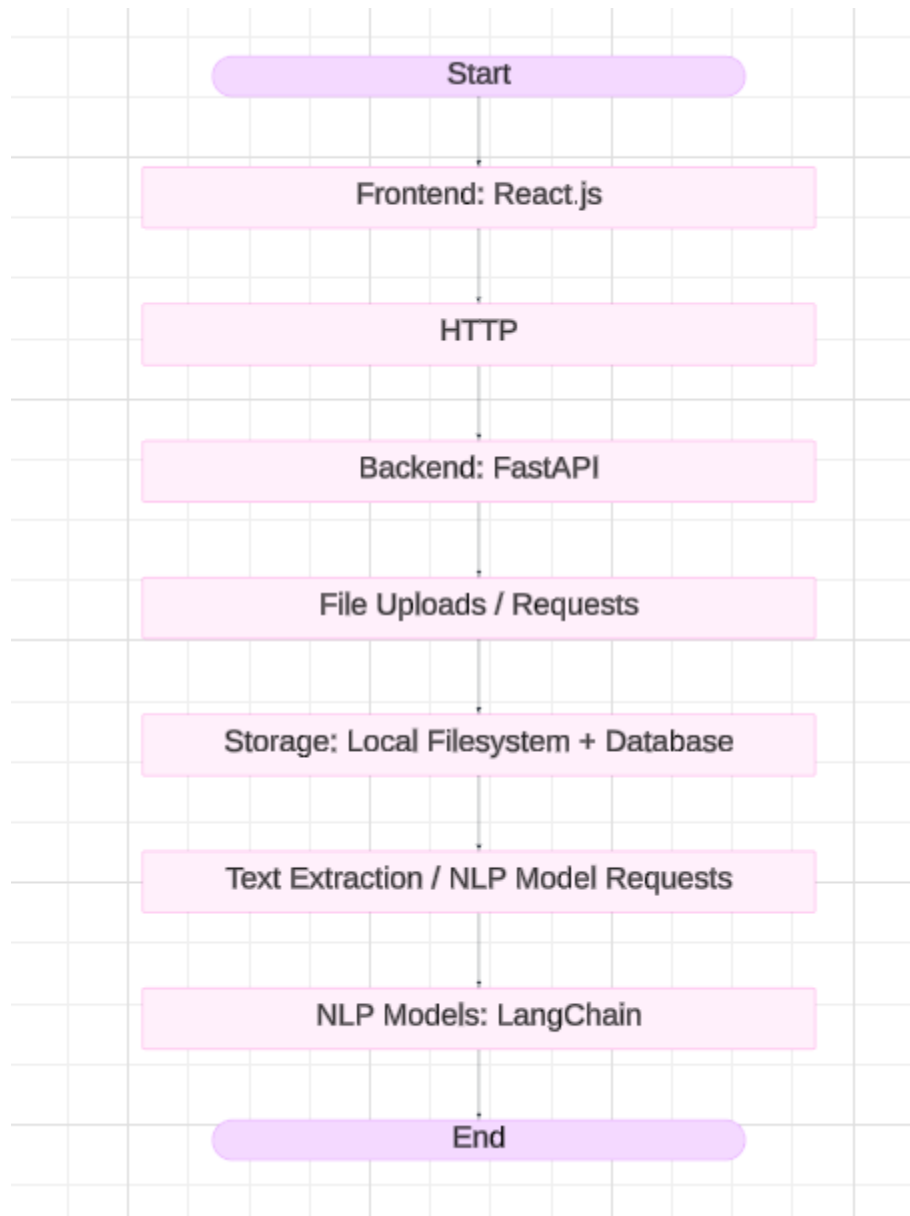 Start
Frontend: React.js
HTTP
Backend: FastAPI
File Uploads / Requests
Storage: Local Filesystem + Database
Text Extraction / NLP Model Requests
NLP Models: LangChain
End